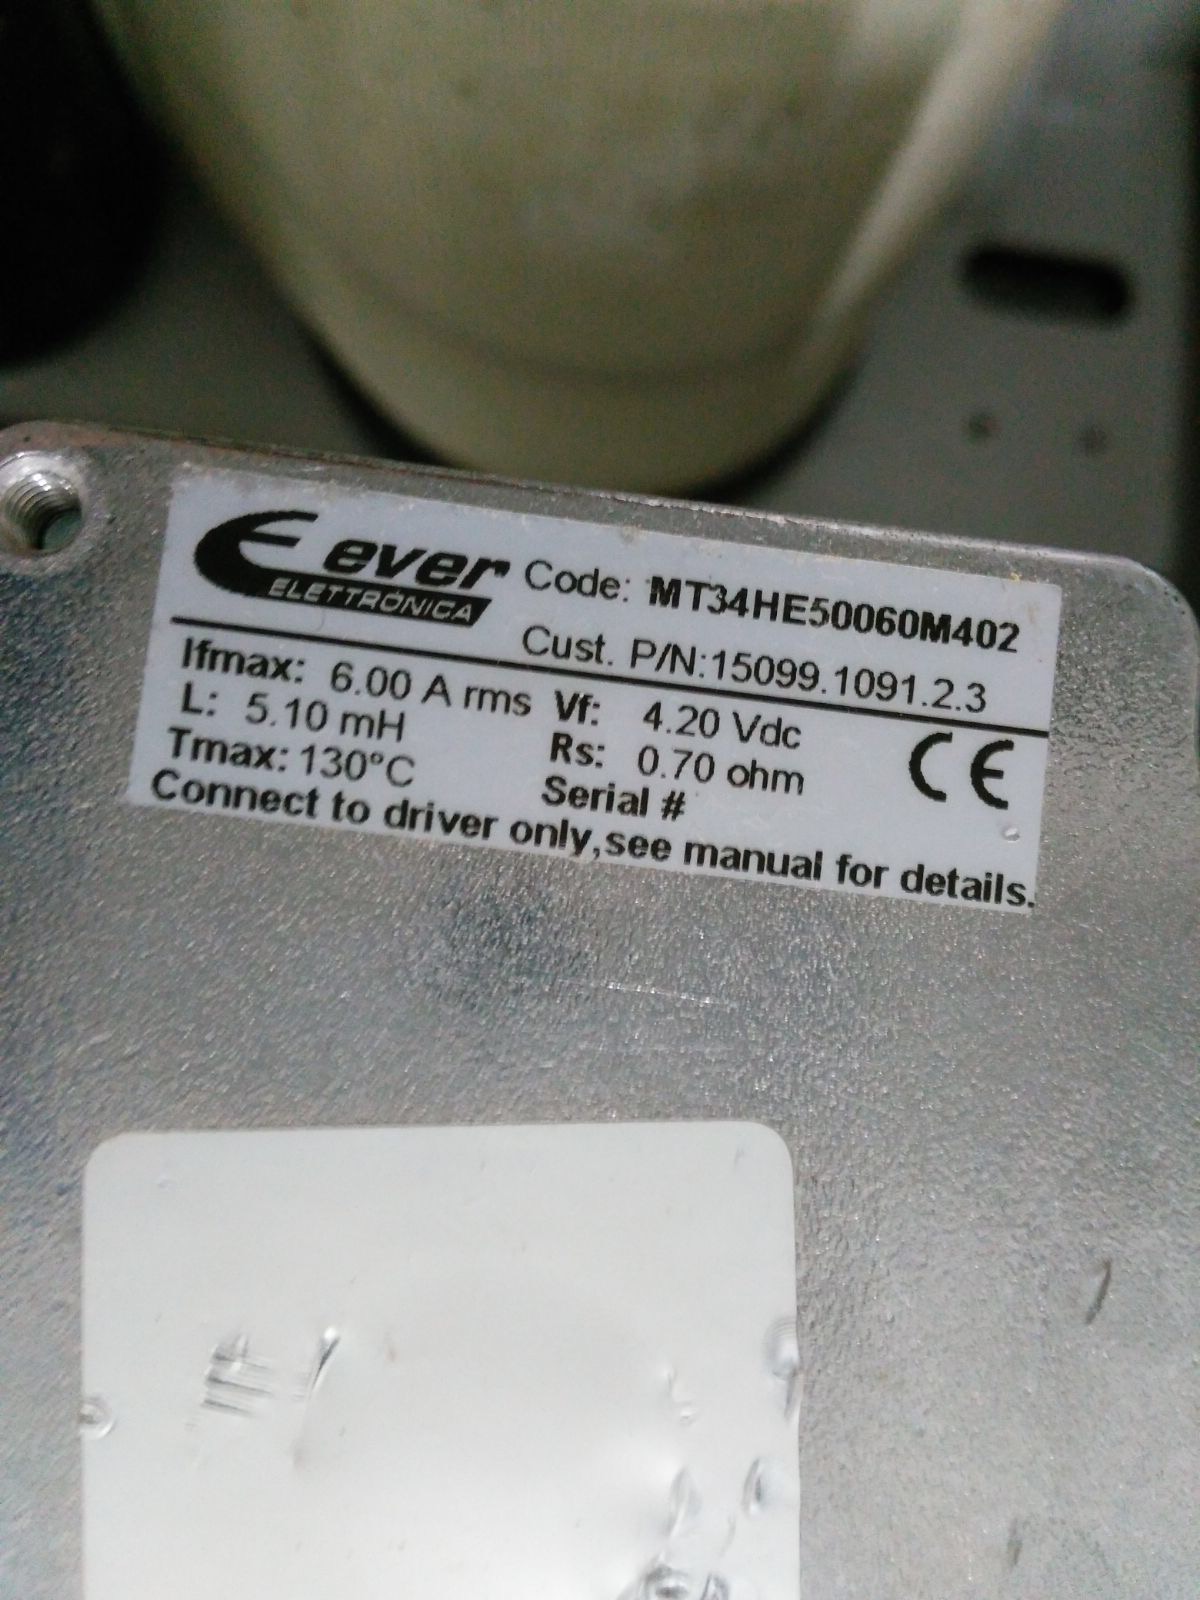 ever Code: MT34HE50060M402
ELETTRONICA
Cust. P/N:15099.1091.2.3
Ifmax: 6.00 A rms Vf: 4.20 Vdc
L: 5.10 mH Rs: 0.70 ohm CE
Tmax: 130°C Serial #
Connect to driver only,see manual for details.